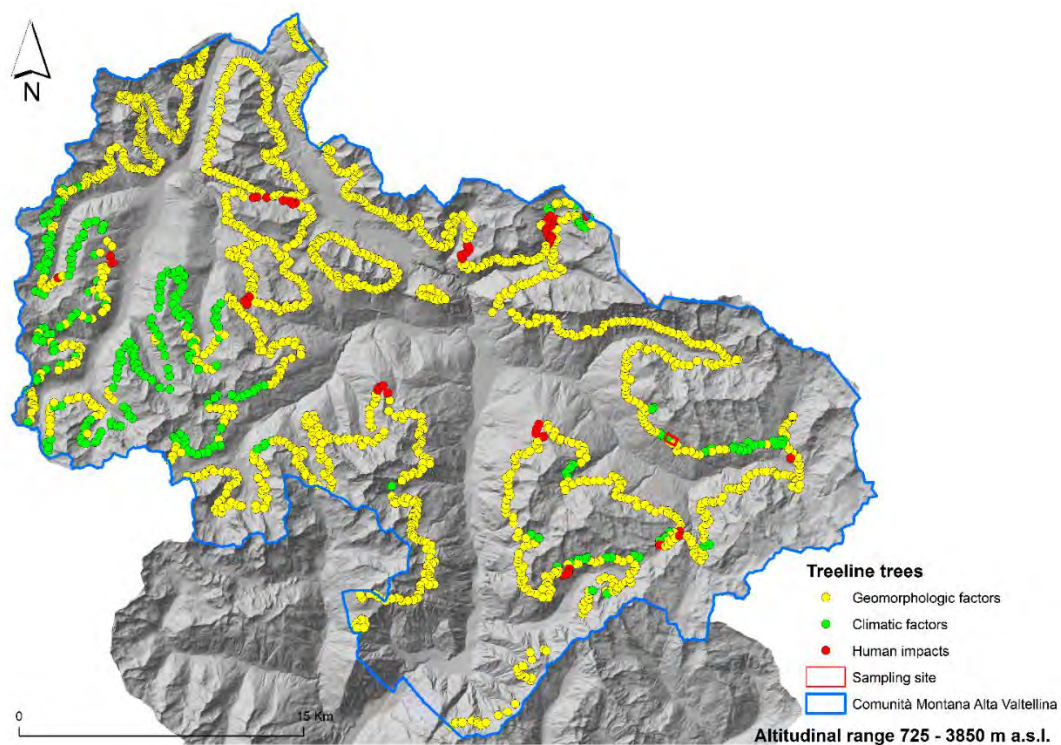 N
Treeline trees
Geomorphologic factors
Climatic factors
Human impacts
Sampling site
Comunità Montana Alta Valtellina
0 15 Km
Altitudinal range 725 - 3850 m a.s.l.